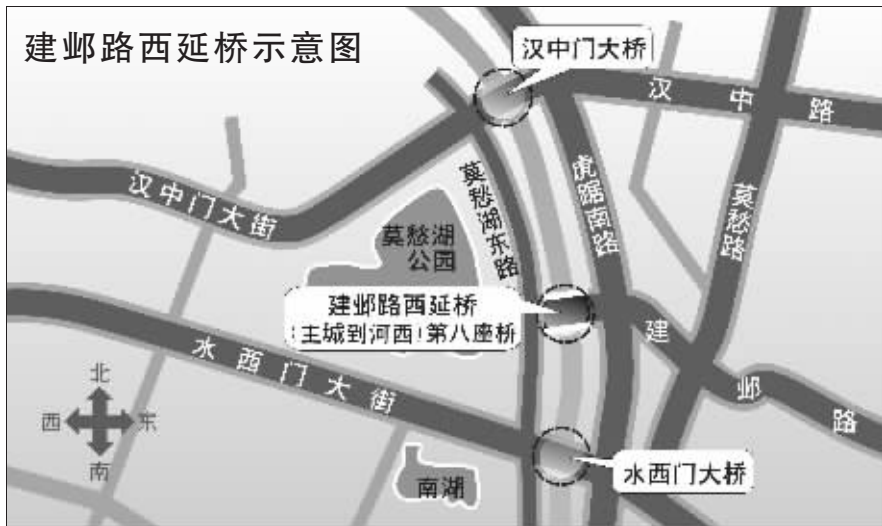 建邺路西延桥示意图
汉中门大桥
汉中路
汉中门大街
莫愁湖东路
虎踞南路
莫愁路
莫愁湖
公园
建邺路西延桥
（主城到河西）第八座桥
建邺路
水西门大街
北
西 东
南
南湖
水西门大桥